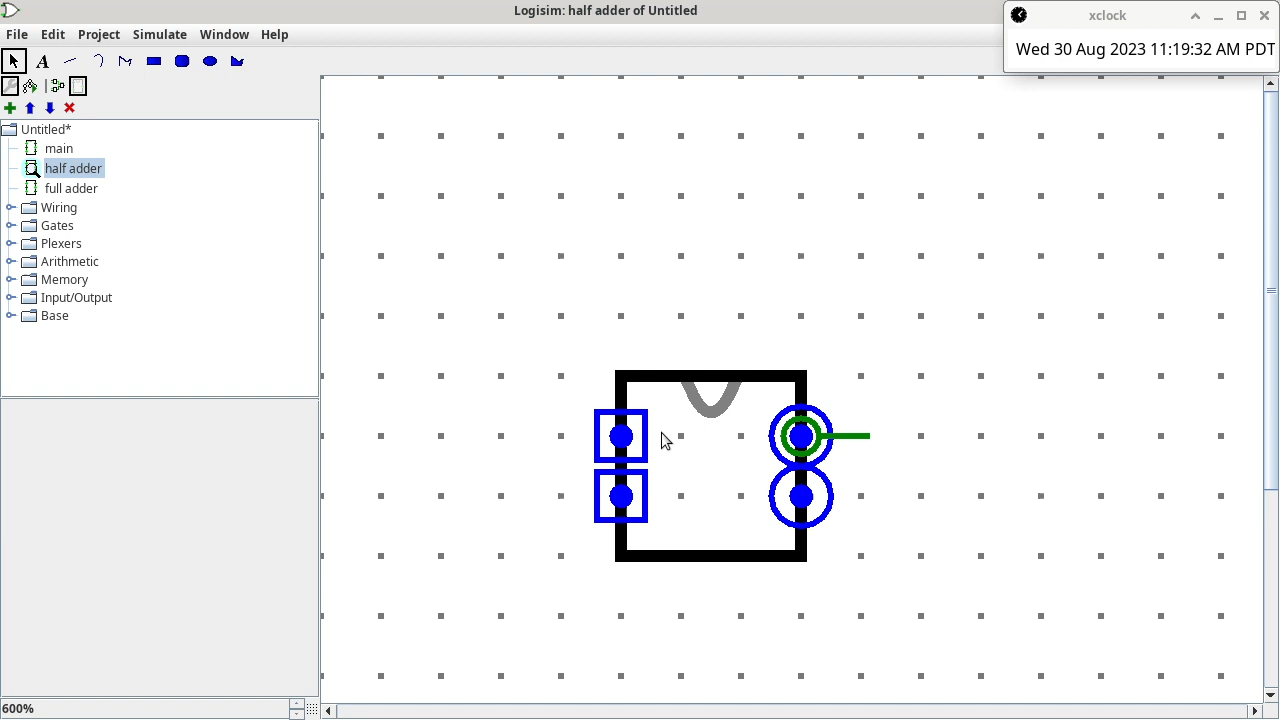 Logisim: half adder of Untitled
xclock
File Edit Project Simulate Window Help
Wed 30 Aug 2023 11:19:32 AM PDT
A
Untitled*
main
half adder
full adder
Wiring
Gates
Plexers
Arithmetic
Memory
Input/Output
Base
600%